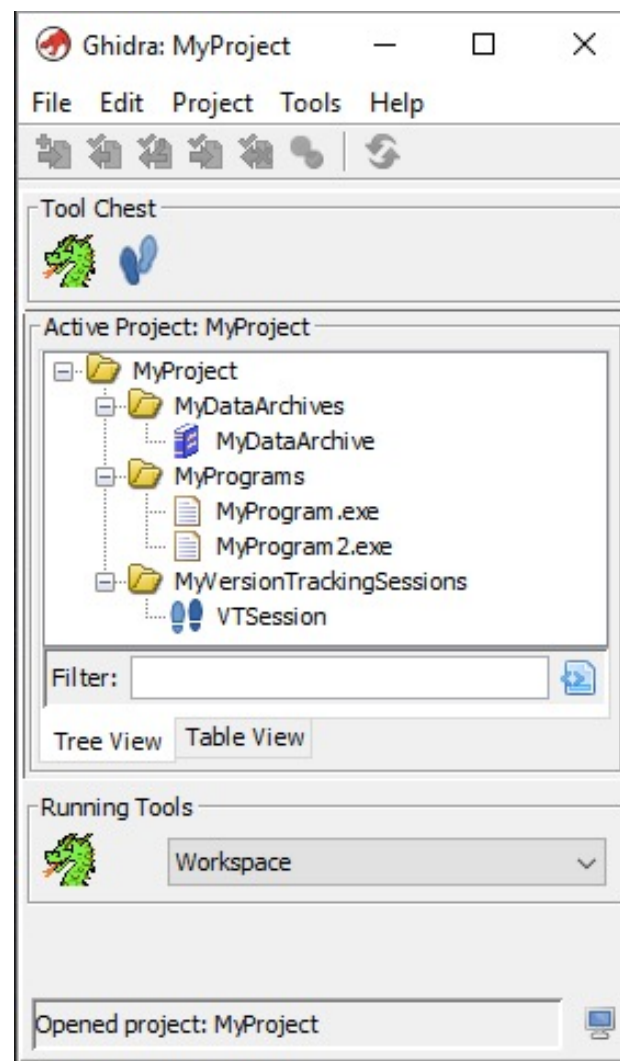 Ghidra: MyProject
File Edit Project Tools Help
Tool Chest
Active Project: MyProject
MyProject
MyDataArchives
MyDataArchive
MyPrograms
MyProgram.exe
MyProgram2.exe
MyVersionTrackingSessions
VTSession
Filter:
Tree View Table View
Running Tools
Workspace
Opened project: MyProject